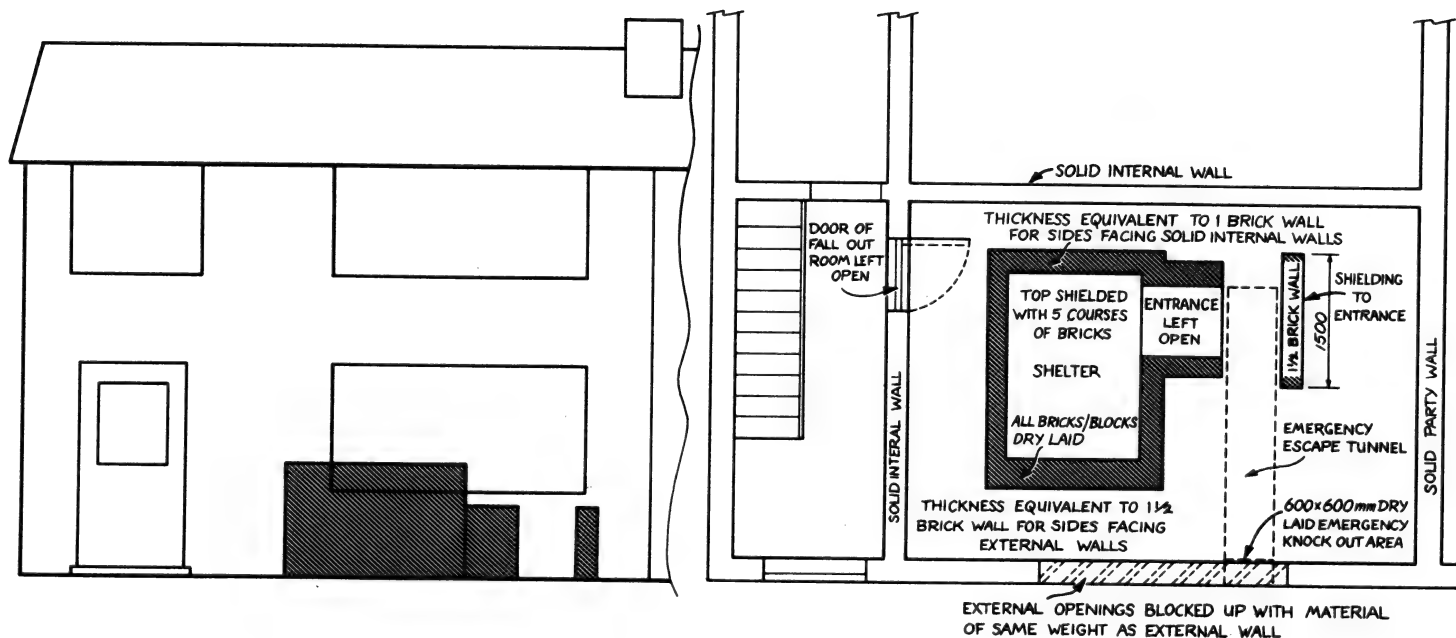 SOLID INTERNAL WALL
THICKNESS EQUIVALENT TO 1 BRICK WALL
FOR SIDES FACING SOLID INTERNAL WALLS
DOOR OF
FALL OUT
ROOM LEFT
OPEN
TOP SHIELDED
WITH 5 COURSES
OF BRICKS
SHELTER
ALL BRICKS/BLOCKS
DRY LAID
ENTRANCE
LEFT
OPEN
1½ BRICK WALL
1500
SHIELDING
TO
ENTRANCE
SOLID INTERAL WALL
SOLID PARTY WALL
EMERGENCY
ESCAPE TUNNEL
THICKNESS EQUIVALENT TO 1½
BRICK WALL FOR SIDES FACING
EXTERNAL WALLS
600x600mm DRY
LAID EMERGENCY
KNOCK OUT AREA
EXTERNAL OPENINGS BLOCKED UP WITH MATERIAL
OF SAME WEIGHT AS EXTERNAL WALL